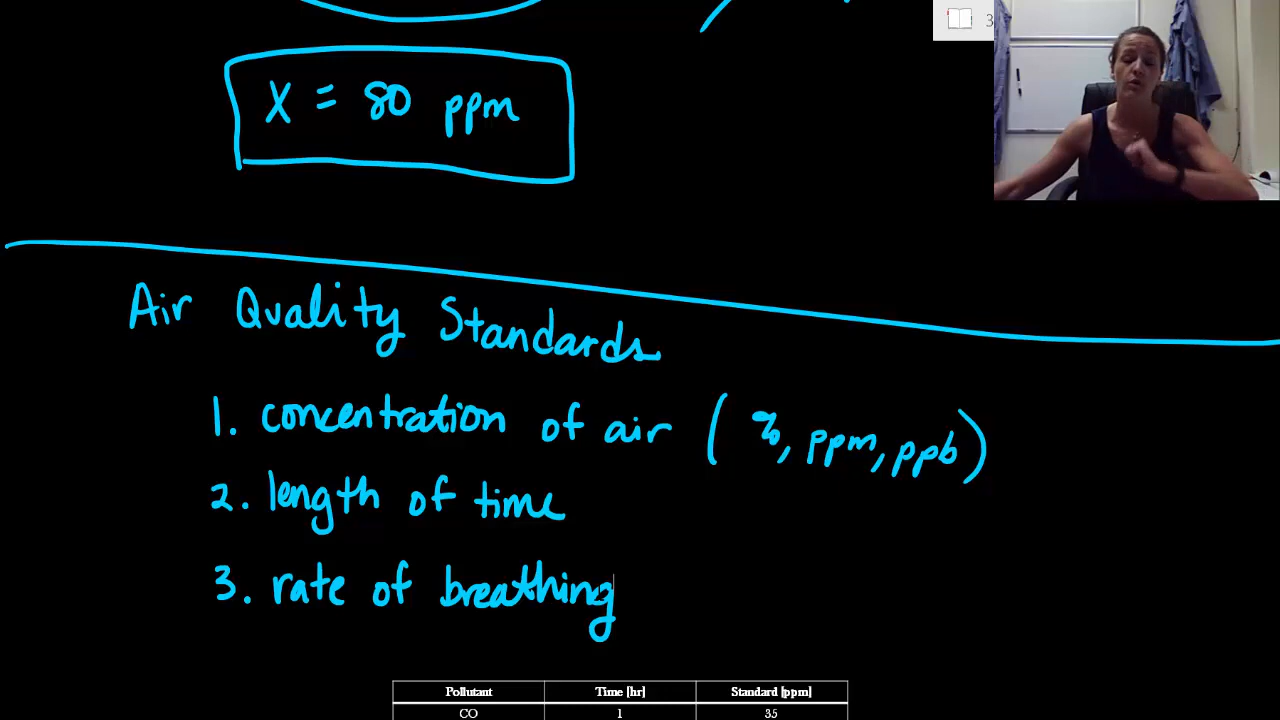 3
X = 80 ppm
Air Quality Standards
1. concentration of air ( %, ppm, ppb)
2. length of time
3. rate of breathing
Pollutant Time [hr] Standard [ppm]
CO 1 35